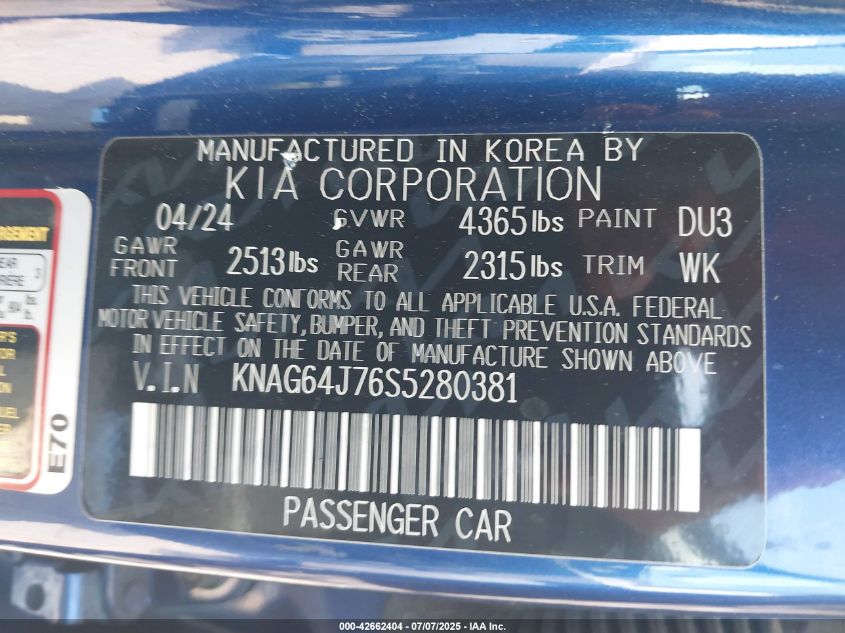 MANUFACTURED IN KOREA BY
KIA CORPORATION
04/24 GVWR 4365 lbs PAINT DU3
GAWR FRONT 2513 lbs GAWR REAR 2315 lbs TRIM WK
THIS VEHICLE CONFORMS TO ALL APPLICABLE U.S.A. FEDERAL
MOTOR VEHICLE SAFETY, BUMPER, AND THEFT PREVENTION STANDARDS
IN EFFECT ON THE DATE OF MANUFACTURE SHOWN ABOVE
V.I.N KNAG64J76S5280381
PASSENGER CAR
E70
000-42662404 - 07/07/2025 - IAA Inc.